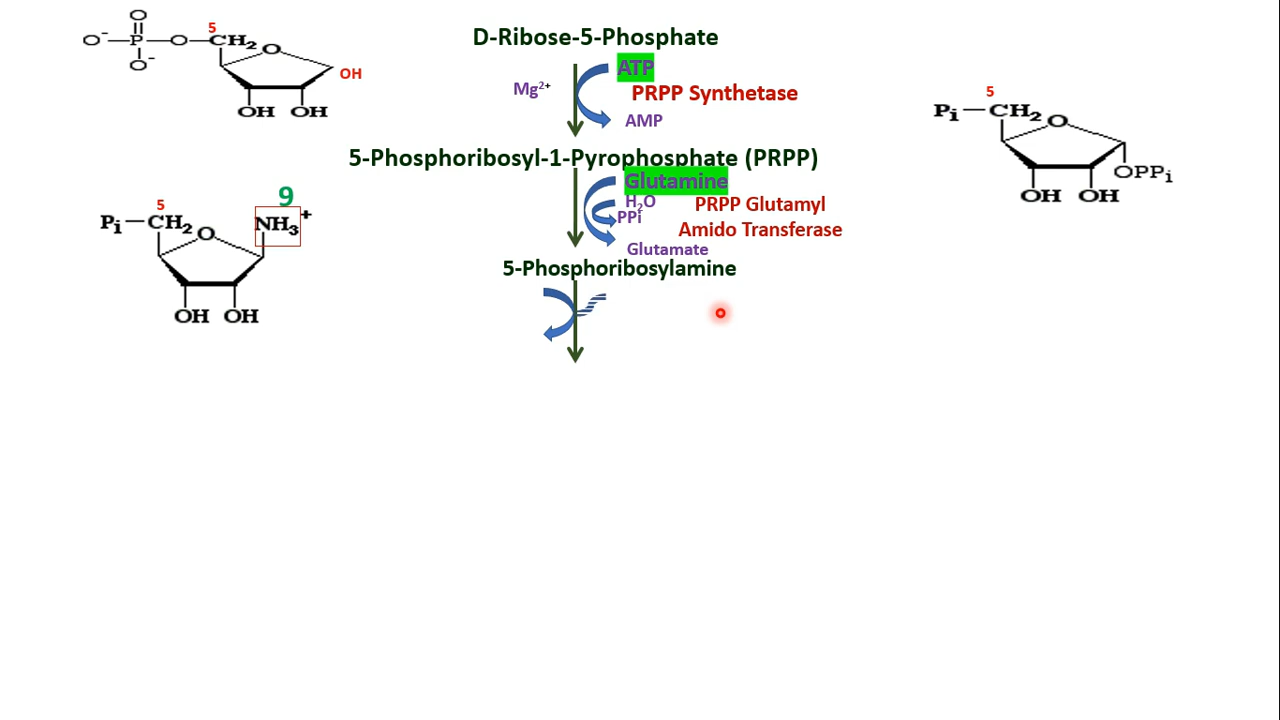 D-Ribose-5-Phosphate
ATP
Mg²⁺
PRPP Synthetase
AMP
O⁻ P O 5 CH₂ O
O
O⁻
OH
OH OH
5-Phosphoribosyl-1-Pyrophosphate (PRPP)
5
Pi CH₂ O
OPPi
OH OH
Glutamine
H₂O
PPi
PRPP Glutamyl
Amido Transferase
Glutamate
5-Phosphoribosylamine
9
5
Pi CH₂ O NH₃⁺
OH OH